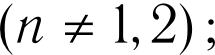 (n ≠ 1,2) ;